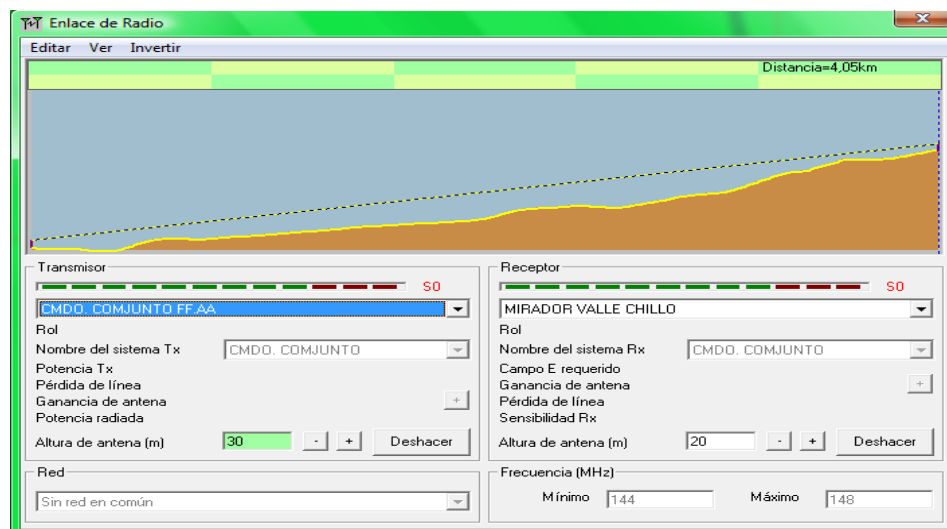 Enlace de Radio
Editar Ver Invertir
Distancia=4,05km
Transmisor
S0
CMDO. COMJUNTO FF.AA
Rol
Nombre del sistema Tx CMDO. COMJUNTO
Potencia Tx
Pérdida de línea
Ganancia de antena +
Potencia radiada
Altura de antena (m) 30 - + Deshacer
Receptor
S0
MIRADOR VALLE CHILLO
Rol
Nombre del sistema Rx CMDO. COMJUNTO
Campo E requerido
Ganancia de antena +
Pérdida de línea
Sensibilidad Rx
Altura de antena (m) 20 - + Deshacer
Red
Sin red en común
Frecuencia (MHz)
Mínimo 144 Máximo 148